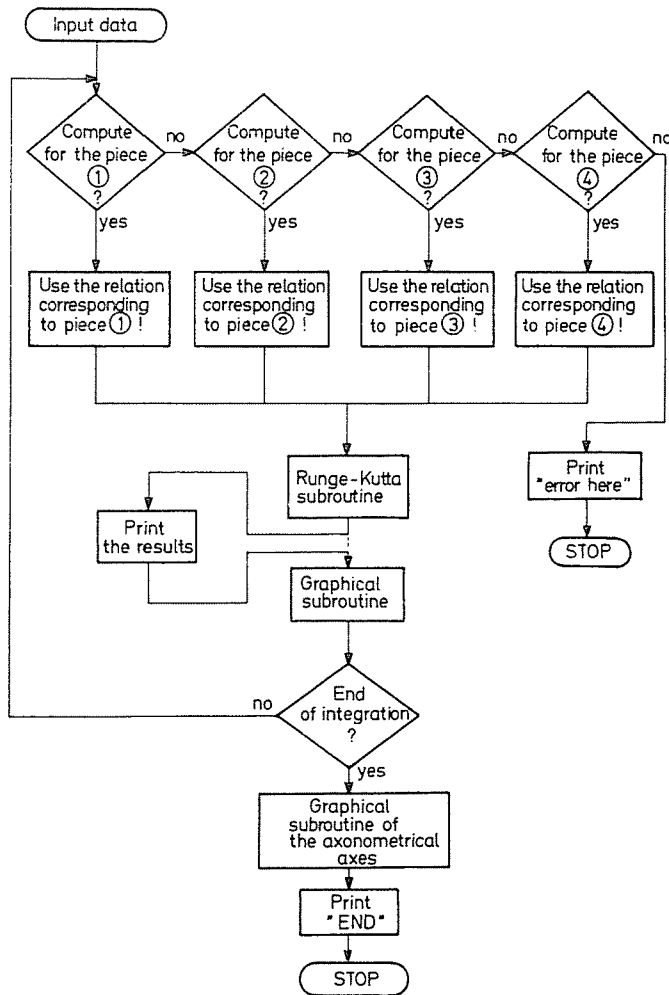 Input data
Compute
for the piece
①
?
no
Compute
for the piece
②
?
no
Compute
for the piece
③
?
no
Compute
for the piece
④
?
no
yes
yes
yes
yes
Use the relation
corresponding
to piece ① !
Use the relation
corresponding
to piece ② !
Use the relation
corresponding
to piece ③ !
Use the relation
corresponding
to piece ④ !
Runge-Kutta
subroutine
Print
"error here"
Print
the results
STOP
Graphical
subroutine
no
End
of integration
?
yes
Graphical
subroutine of
the axonometrical
axes
Print
"END"
STOP